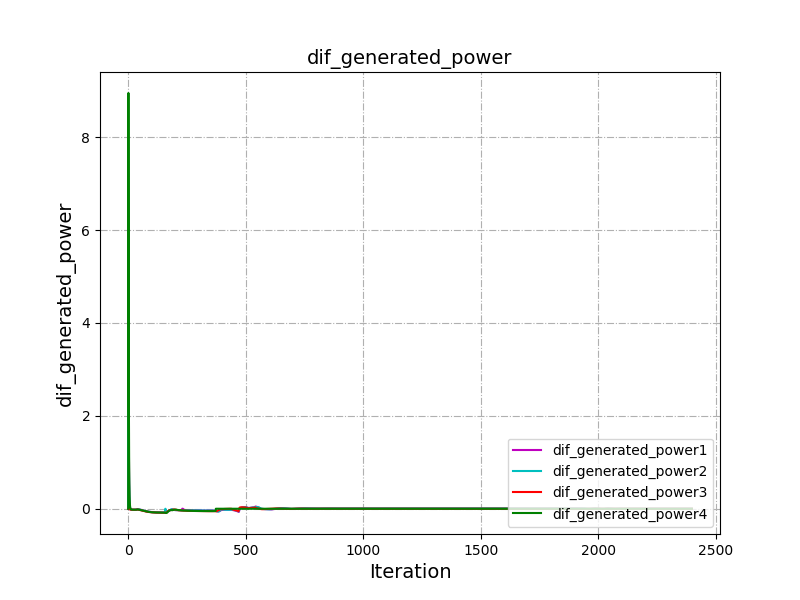 dif_generated_power
dif_generated_power
8
6
4
2
0
dif_generated_power1
dif_generated_power2
dif_generated_power3
dif_generated_power4
0
500
1000
1500
2000
2500
Iteration